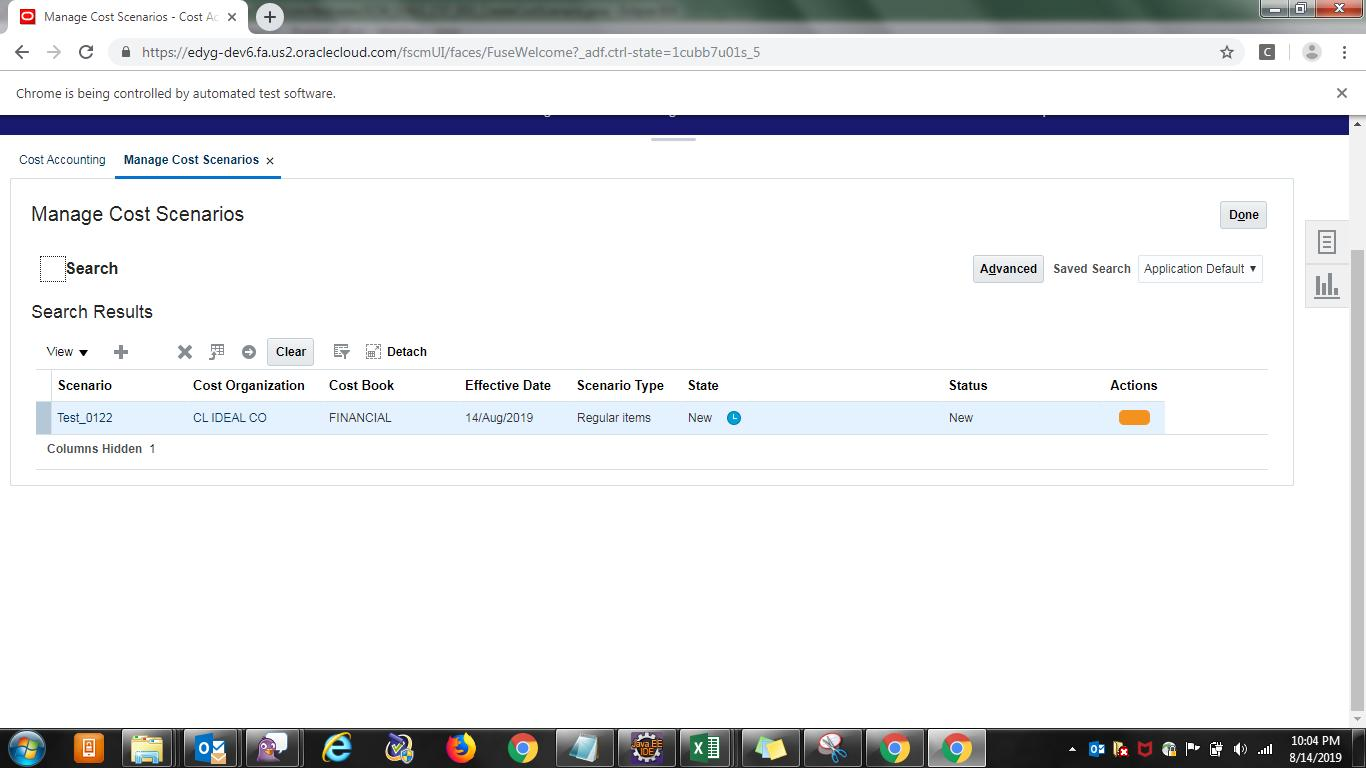 Manage Cost Scenarios - Cost Ac
https://edyg-dev6.fa.us2.oraclecloud.com/fscmUI/faces/FuseWelcome?_adf.ctrl-state=1cubb7u01s_5
C
Chrome is being controlled by automated test software.
Cost Accounting Manage Cost Scenarios
Manage Cost Scenarios Done
Search Advanced Saved Search Application Default
Search Results
View Clear Detach
Scenario Cost Organization Cost Book Effective Date Scenario Type State Status Actions
Test_0122 CL IDEAL CO FINANCIAL 14/Aug/2019 Regular items New New
Columns Hidden 1
Java EE
IDE
10:04 PM
8/14/2019